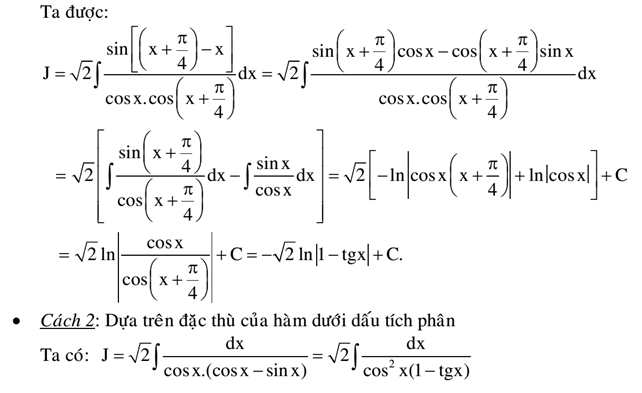 Ta được:
J = √2∫ sin[(x + π/4) − x] / cos x.cos(x + π/4) dx = √2∫ sin(x + π/4)cos x − cos(x + π/4)sin x / cos x.cos(x + π/4) dx
= √2[∫ sin(x + π/4) / cos(x + π/4) dx − ∫ sin x / cos x dx] = √2[−ln|cos x(x + π/4)| + ln|cos x|] + C
= √2 ln|cos x / cos(x + π/4)| + C = −√2 ln|1 − tgx| + C.
• Cách 2: Dựa trên đặc thù của hàm dưới dấu tích phân
Ta có: J = √2∫ dx / cos x.(cos x − sin x) = √2∫ dx / cos² x(1 − tgx)